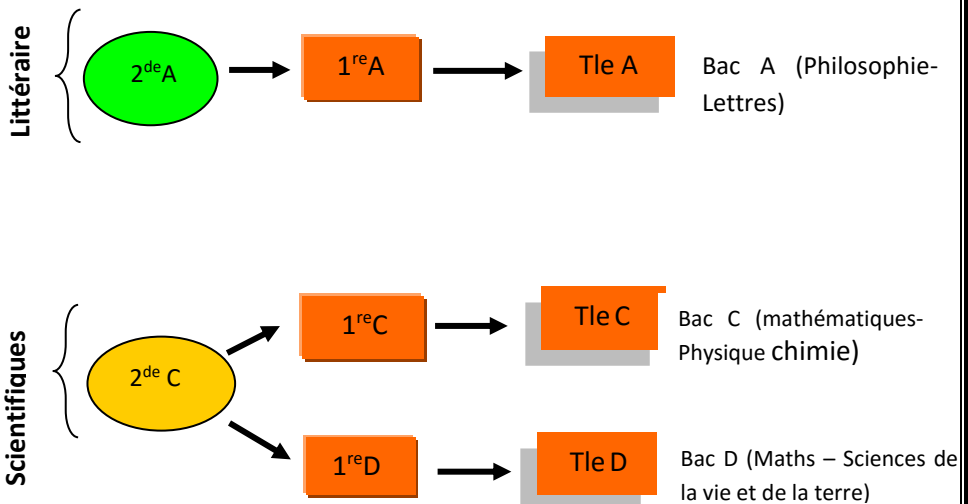 Littéraire
2deA
1reA
Tle A
Bac A (Philosophie-
Lettres)
Scientifiques
2de C
1reC
Tle C
Bac C (mathématiques-
Physique chimie)
1reD
Tle D
Bac D (Maths – Sciences de
la vie et de la terre)